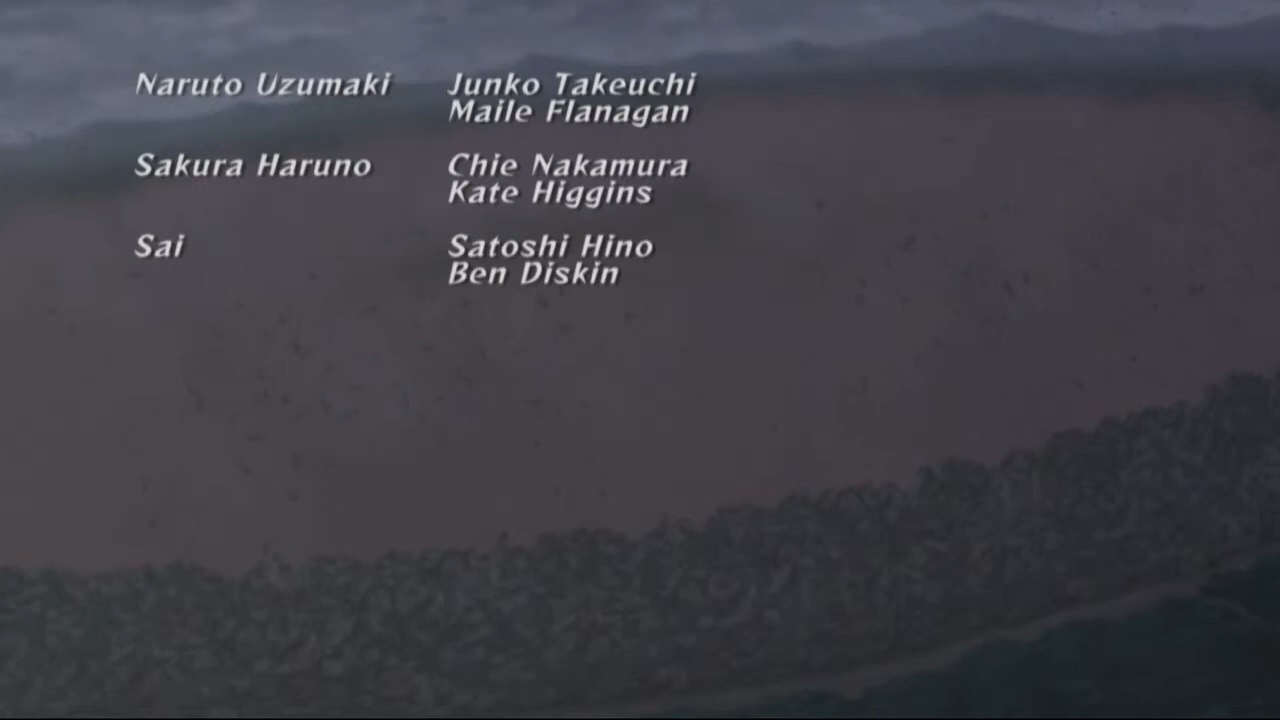 Naruto Uzumaki Junko Takeuchi
Maile Flanagan
Sakura Haruno Chie Nakamura
Kate Higgins
Sai Satoshi Hino
Ben Diskin